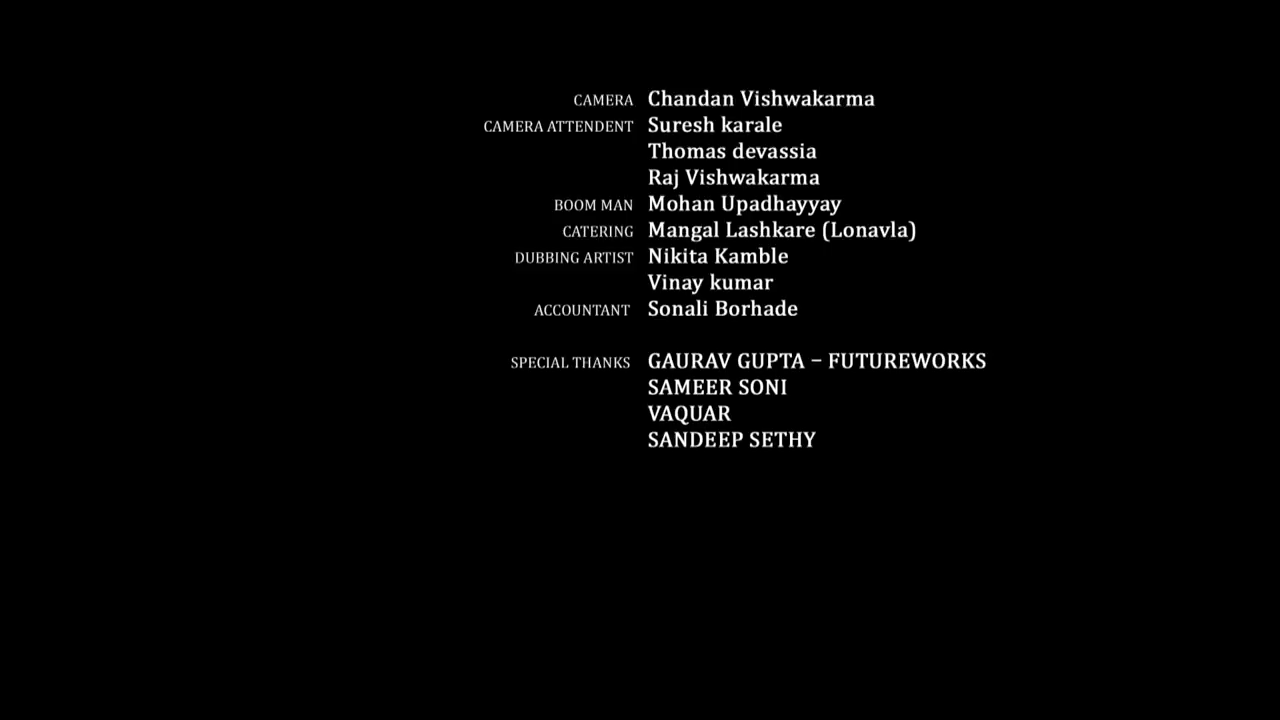 CAMERA Chandan Vishwakarma
CAMERA ATTENDENT Suresh karale
Thomas devassia
Raj Vishwakarma
BOOM MAN Mohan Upadhayyay
CATERING Mangal Lashkare (Lonavla)
DUBBING ARTIST Nikita Kamble
Vinay kumar
ACCOUNTANT Sonali Borhade
SPECIAL THANKS GAURAV GUPTA – FUTUREWORKS
SAMEER SONI
VAQUAR
SANDEEP SETHY